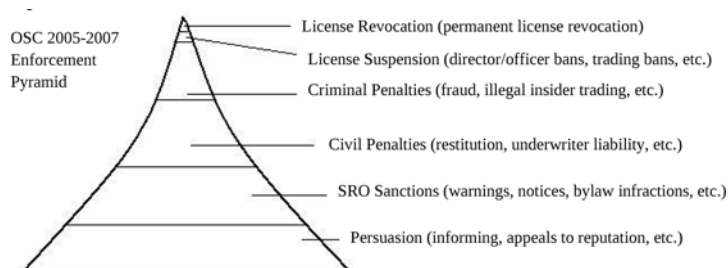 OSC 2005-2007
Enforcement
Pyramid
License Revocation (permanent license revocation)
License Suspension (director/officer bans, trading bans, etc.)
Criminal Penalties (fraud, illegal insider trading, etc.)
Civil Penalties (restitution, underwriter liability, etc.)
SRO Sanctions (warnings, notices, bylaw infractions, etc)
Persuasion (informing, appeals to reputation, etc.)